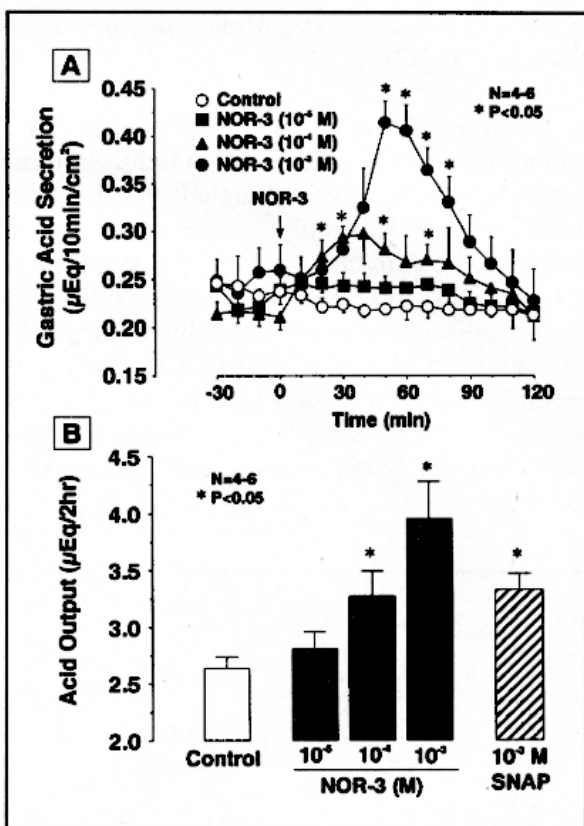 A
0.45
N=4-6
* P<0.05
Control
NOR-3 (10⁻⁵ M)
NOR-3 (10⁻⁴ M)
NOR-3 (10⁻³ M)
0.40
0.35
NOR-3
0.30
0.25
0.20
0.15
Gastric Acid Secretion
(µEq/10min/cm²)
-30 0 30 60 90 120
Time (min)
B
4.5
N=4-6
* P<0.05
4.0
3.5
3.0
2.5
2.0
Acid Output (µEq/2hr)
Control 10⁻⁵ 10⁻⁴ 10⁻³ 10⁻³ M
NOR-3 (M) SNAP